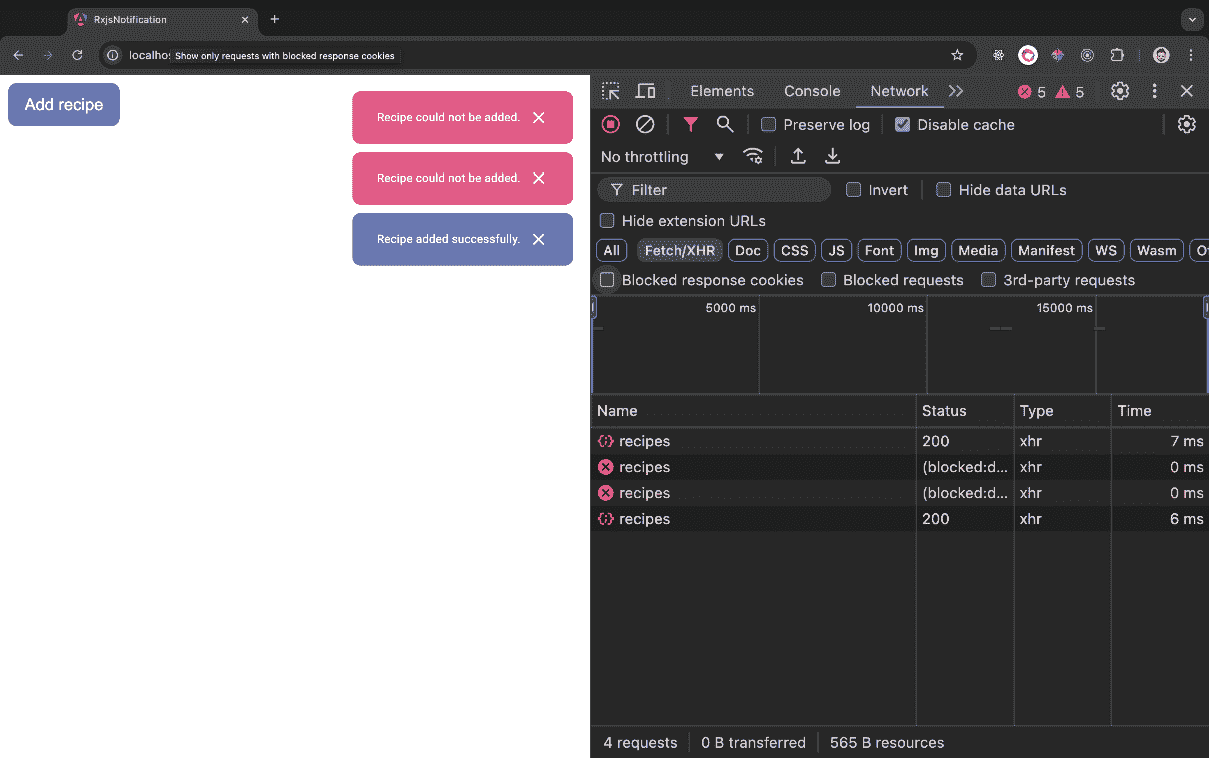 RxjsNotification
localhos
Show only requests with blocked response cookies
Add recipe
Recipe could not be added.
Recipe could not be added.
Recipe added successfully.
Elements Console Network 5 5
Preserve log Disable cache
No throttling
Filter Invert Hide data URLs
Hide extension URLs
All Fetch/XHR Doc CSS JS Font Img Media Manifest WS Wasm
Blocked response cookies Blocked requests 3rd-party requests
5000 ms 10000 ms 15000 ms
Name Status Type Time
recipes 200 xhr 7 ms
recipes (blocked:d... xhr 0 ms
recipes (blocked:d... xhr 0 ms
recipes 200 xhr 6 ms
4 requests 0 B transferred 565 B resources